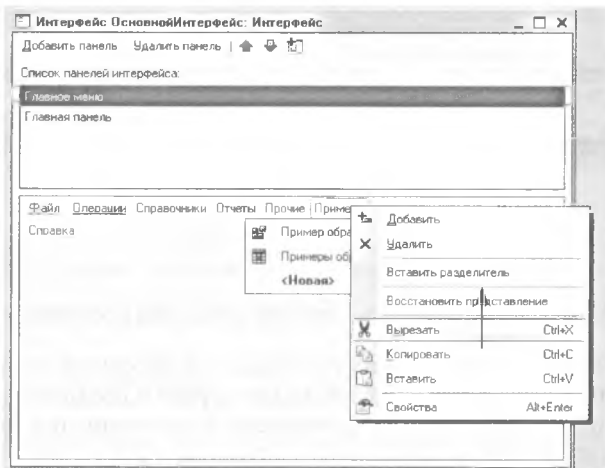 Интерфейс ОсновнойИнтерфейс: Интерфейс
Добавить панель Удалить панель
Список панелей интерфейса:
Главное меню
Главная панель
Файл Операции Справочники Отчеты Прочие Приме
Справка
Пример обра
Примеры об
<Новая>
Добавить
Удалить
Вставить разделитель
Восстановить представление
Вырезать Ctrl+X
Копировать Ctrl+C
Вставить Ctrl+V
Свойства Alt+Enter